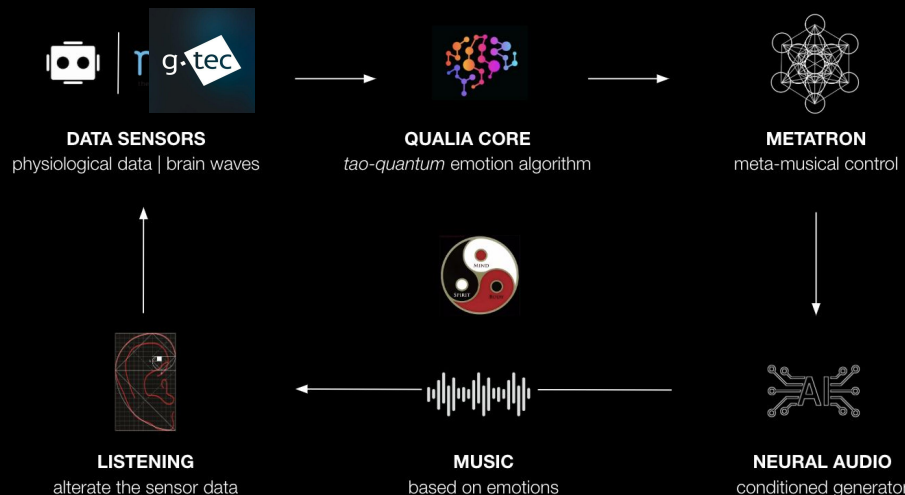 g.tec
DATA SENSORS
physiological data | brain waves
QUALIA CORE
tao-quantum emotion algorithm
METATRON
meta-musical control
MIND
SPIRIT
BODY
AI
LISTENING
alterate the sensor data
MUSIC
based on emotions
NEURAL AUDIO
conditioned generator